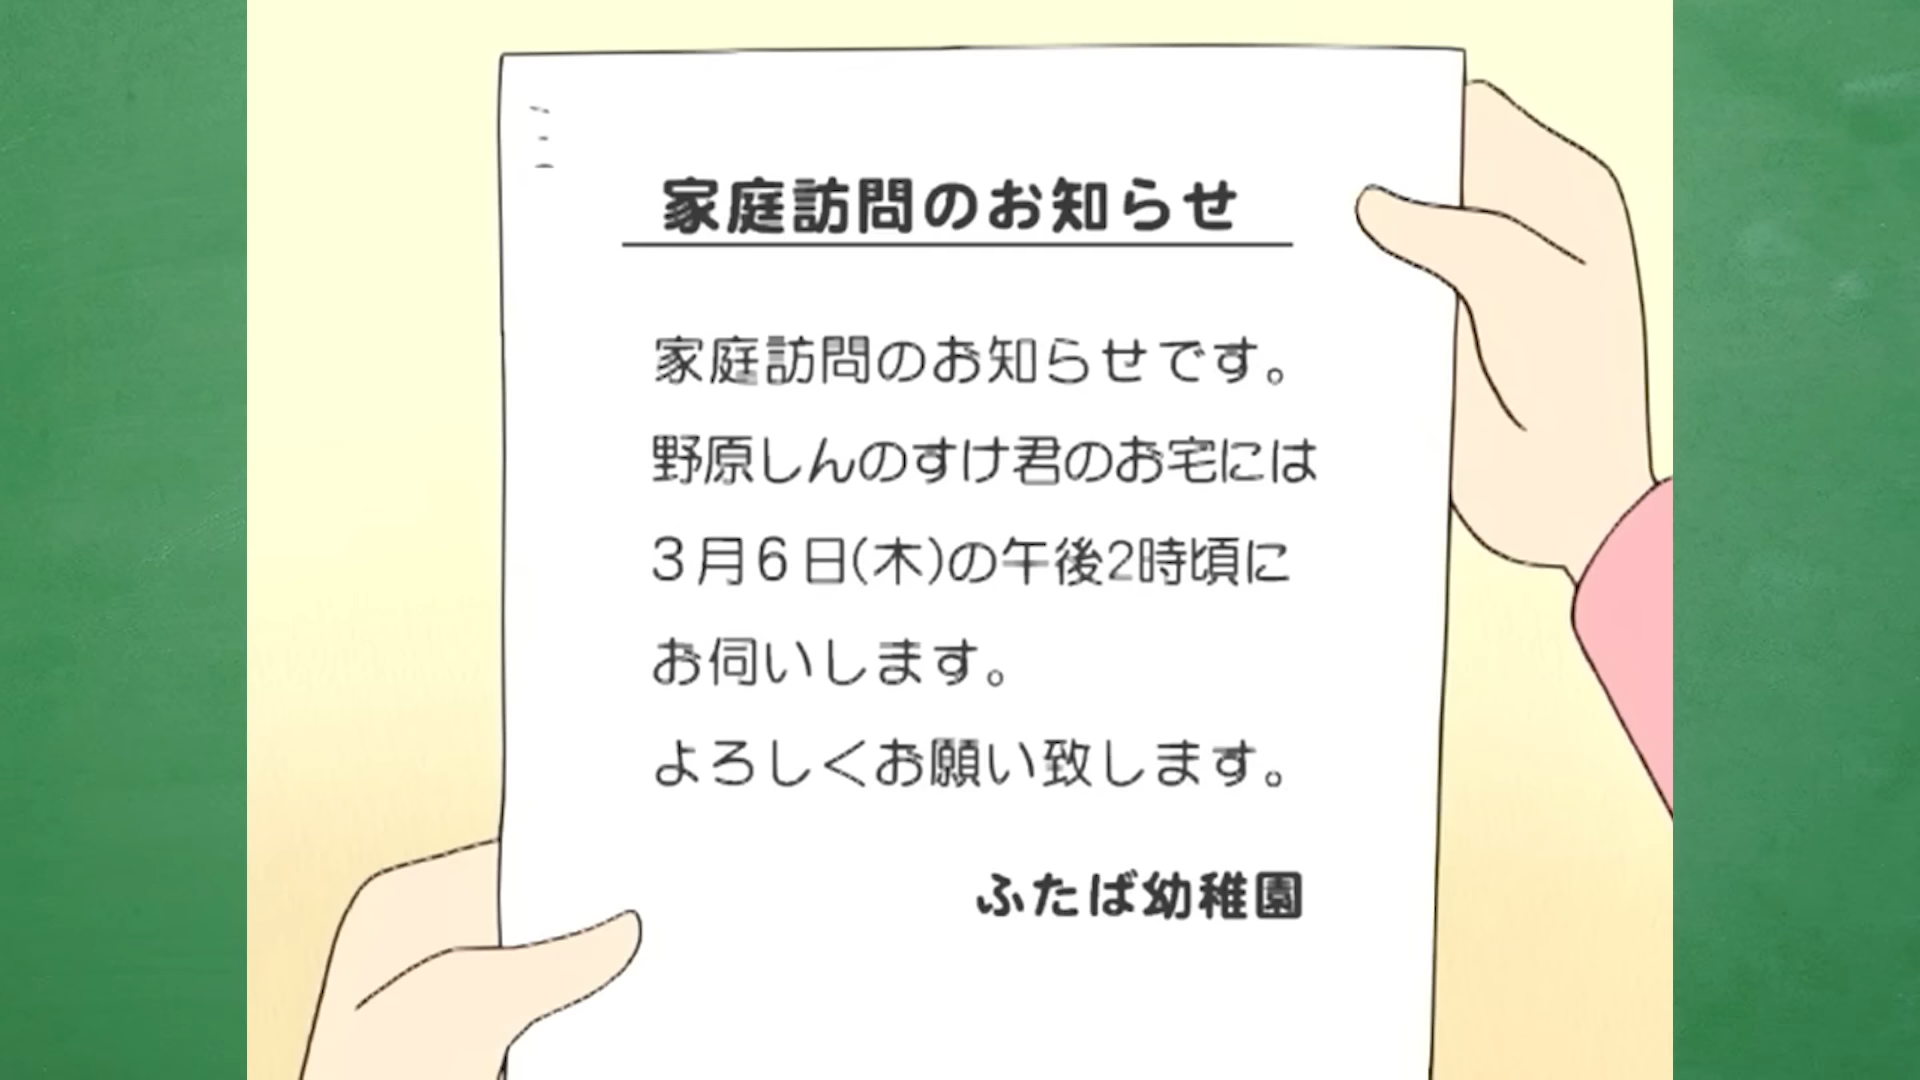 家庭訪問のお知らせ
家庭訪問のお知らせです。
野原しんのすけ君のお宅には
３月６日(木)の午後2時頃に
お伺いします。
よろしくお願い致します。
ふたば幼稚園